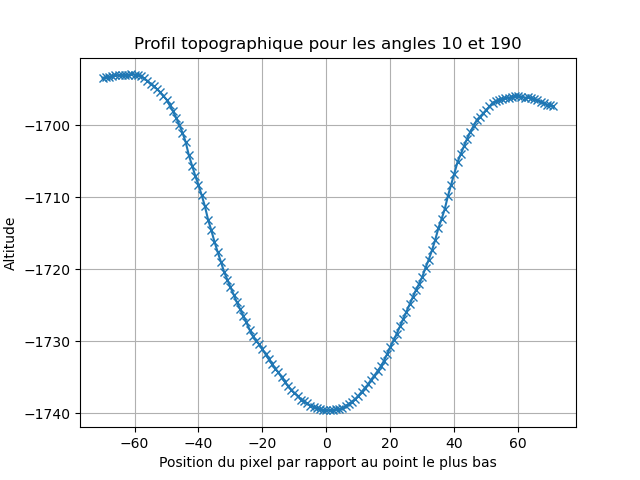 Profil topographique pour les angles 10 et 190
Altitude
−1700
−1710
−1720
−1730
−1740
−60 −40 −20 0 20 40 60
Position du pixel par rapport au point le plus bas